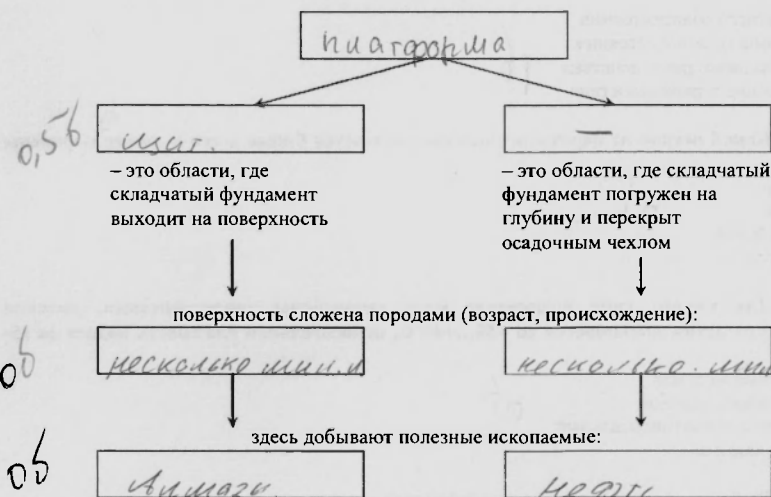 платформа
0,5б
щит.
—
– это области, где
складчатый фундамент
выходит на поверхность
– это области, где складчатый
фундамент погружен на
глубину и перекрыт
осадочным чехлом
поверхность сложена породами (возраст, происхождение):
0б
несколько мил.л
несколько. мил
здесь добывают полезные ископаемые:
0б
Алмазы
нефть